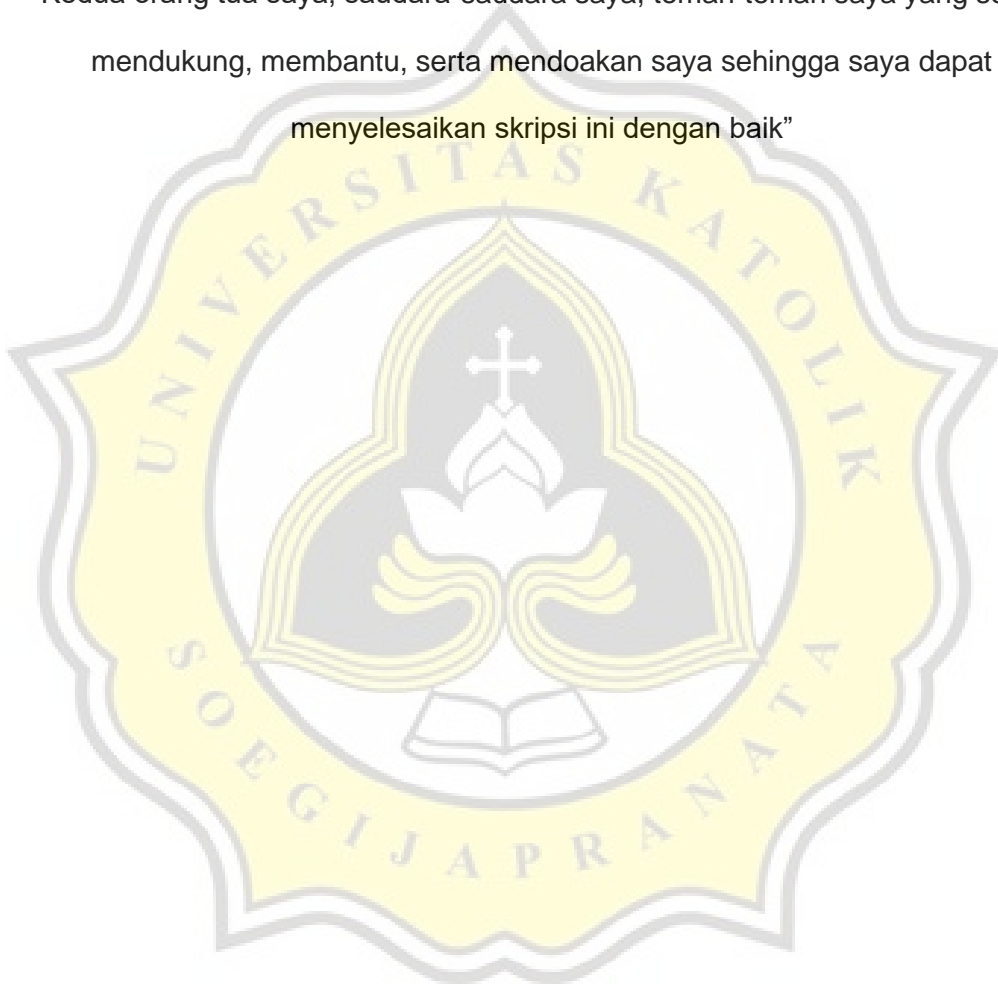 Kedua orang tua saya, saudara-saudara saya, teman-teman saya yang
mendukung, membantu, serta mendoakan saya sehingga saya dapat
menyelesaikan skripsi ini dengan baik”
UNIVERSITAS KATOLIK
SOEGIJAPRANATA